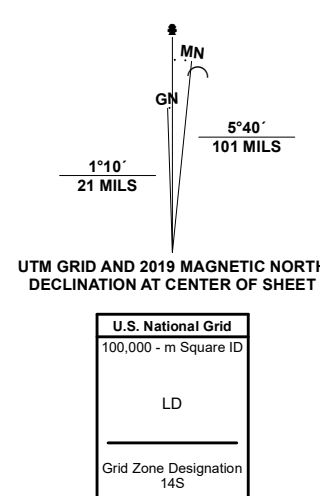 MN
GN
5°40´
101 MILS
1°10´
21 MILS
UTM GRID AND 2019 MAGNETIC NORTH
DECLINATION AT CENTER OF SHEET
U.S. National Grid
100,000 - m Square ID
LD
Grid Zone Designation
14S